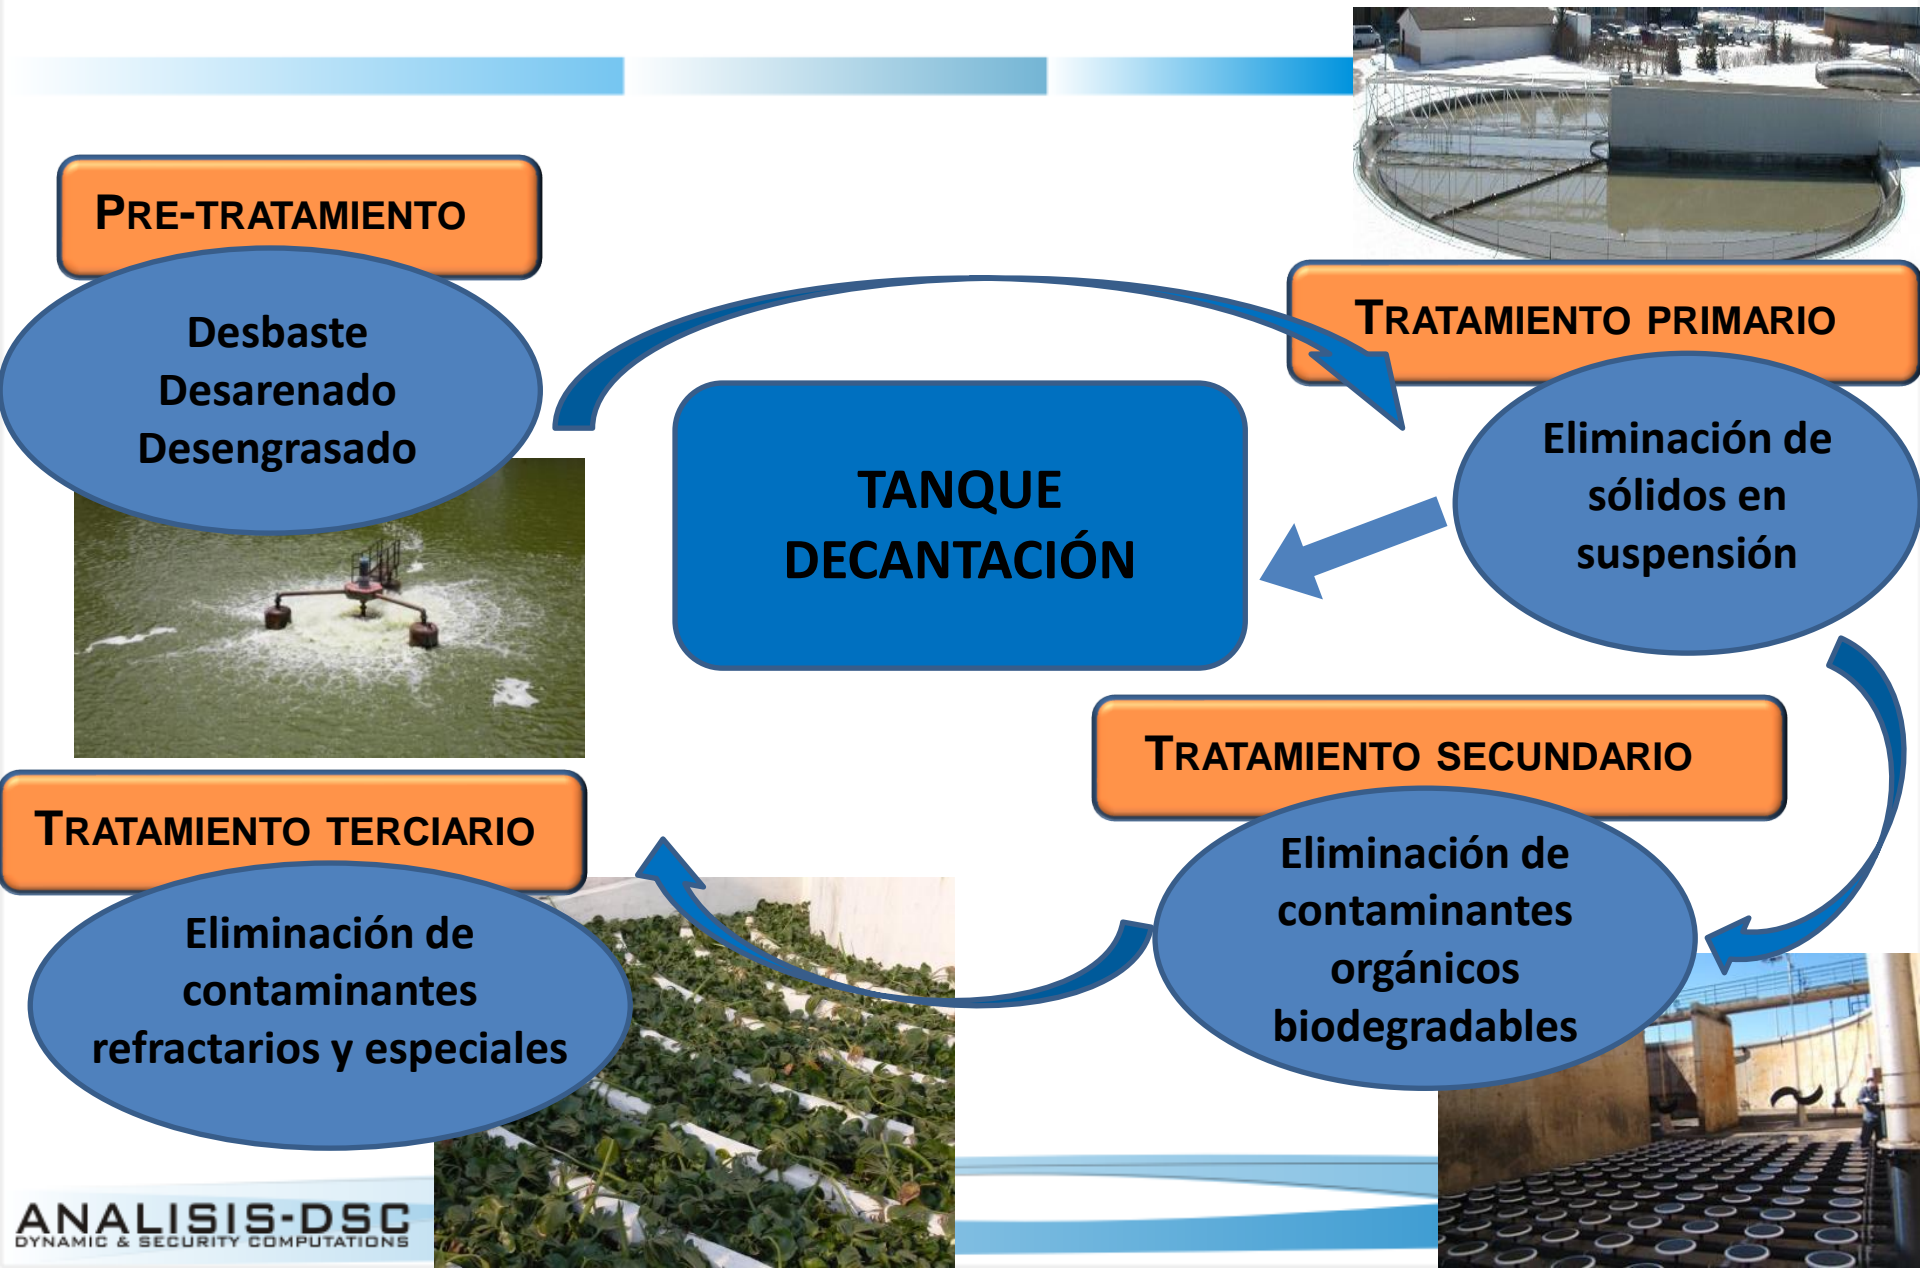 PRE-TRATAMIENTO
Desbaste
Desarenado
Desengrasado
TRATAMIENTO PRIMARIO
Eliminación de
sólidos en
suspensión
TANQUE
DECANTACIÓN
TRATAMIENTO SECUNDARIO
Eliminación de
contaminantes
orgánicos
biodegradables
TRATAMIENTO TERCIARIO
Eliminación de
contaminantes
refractarios y especiales
ANALISIS-DSC
DYNAMIC & SECURITY COMPUTATIONS